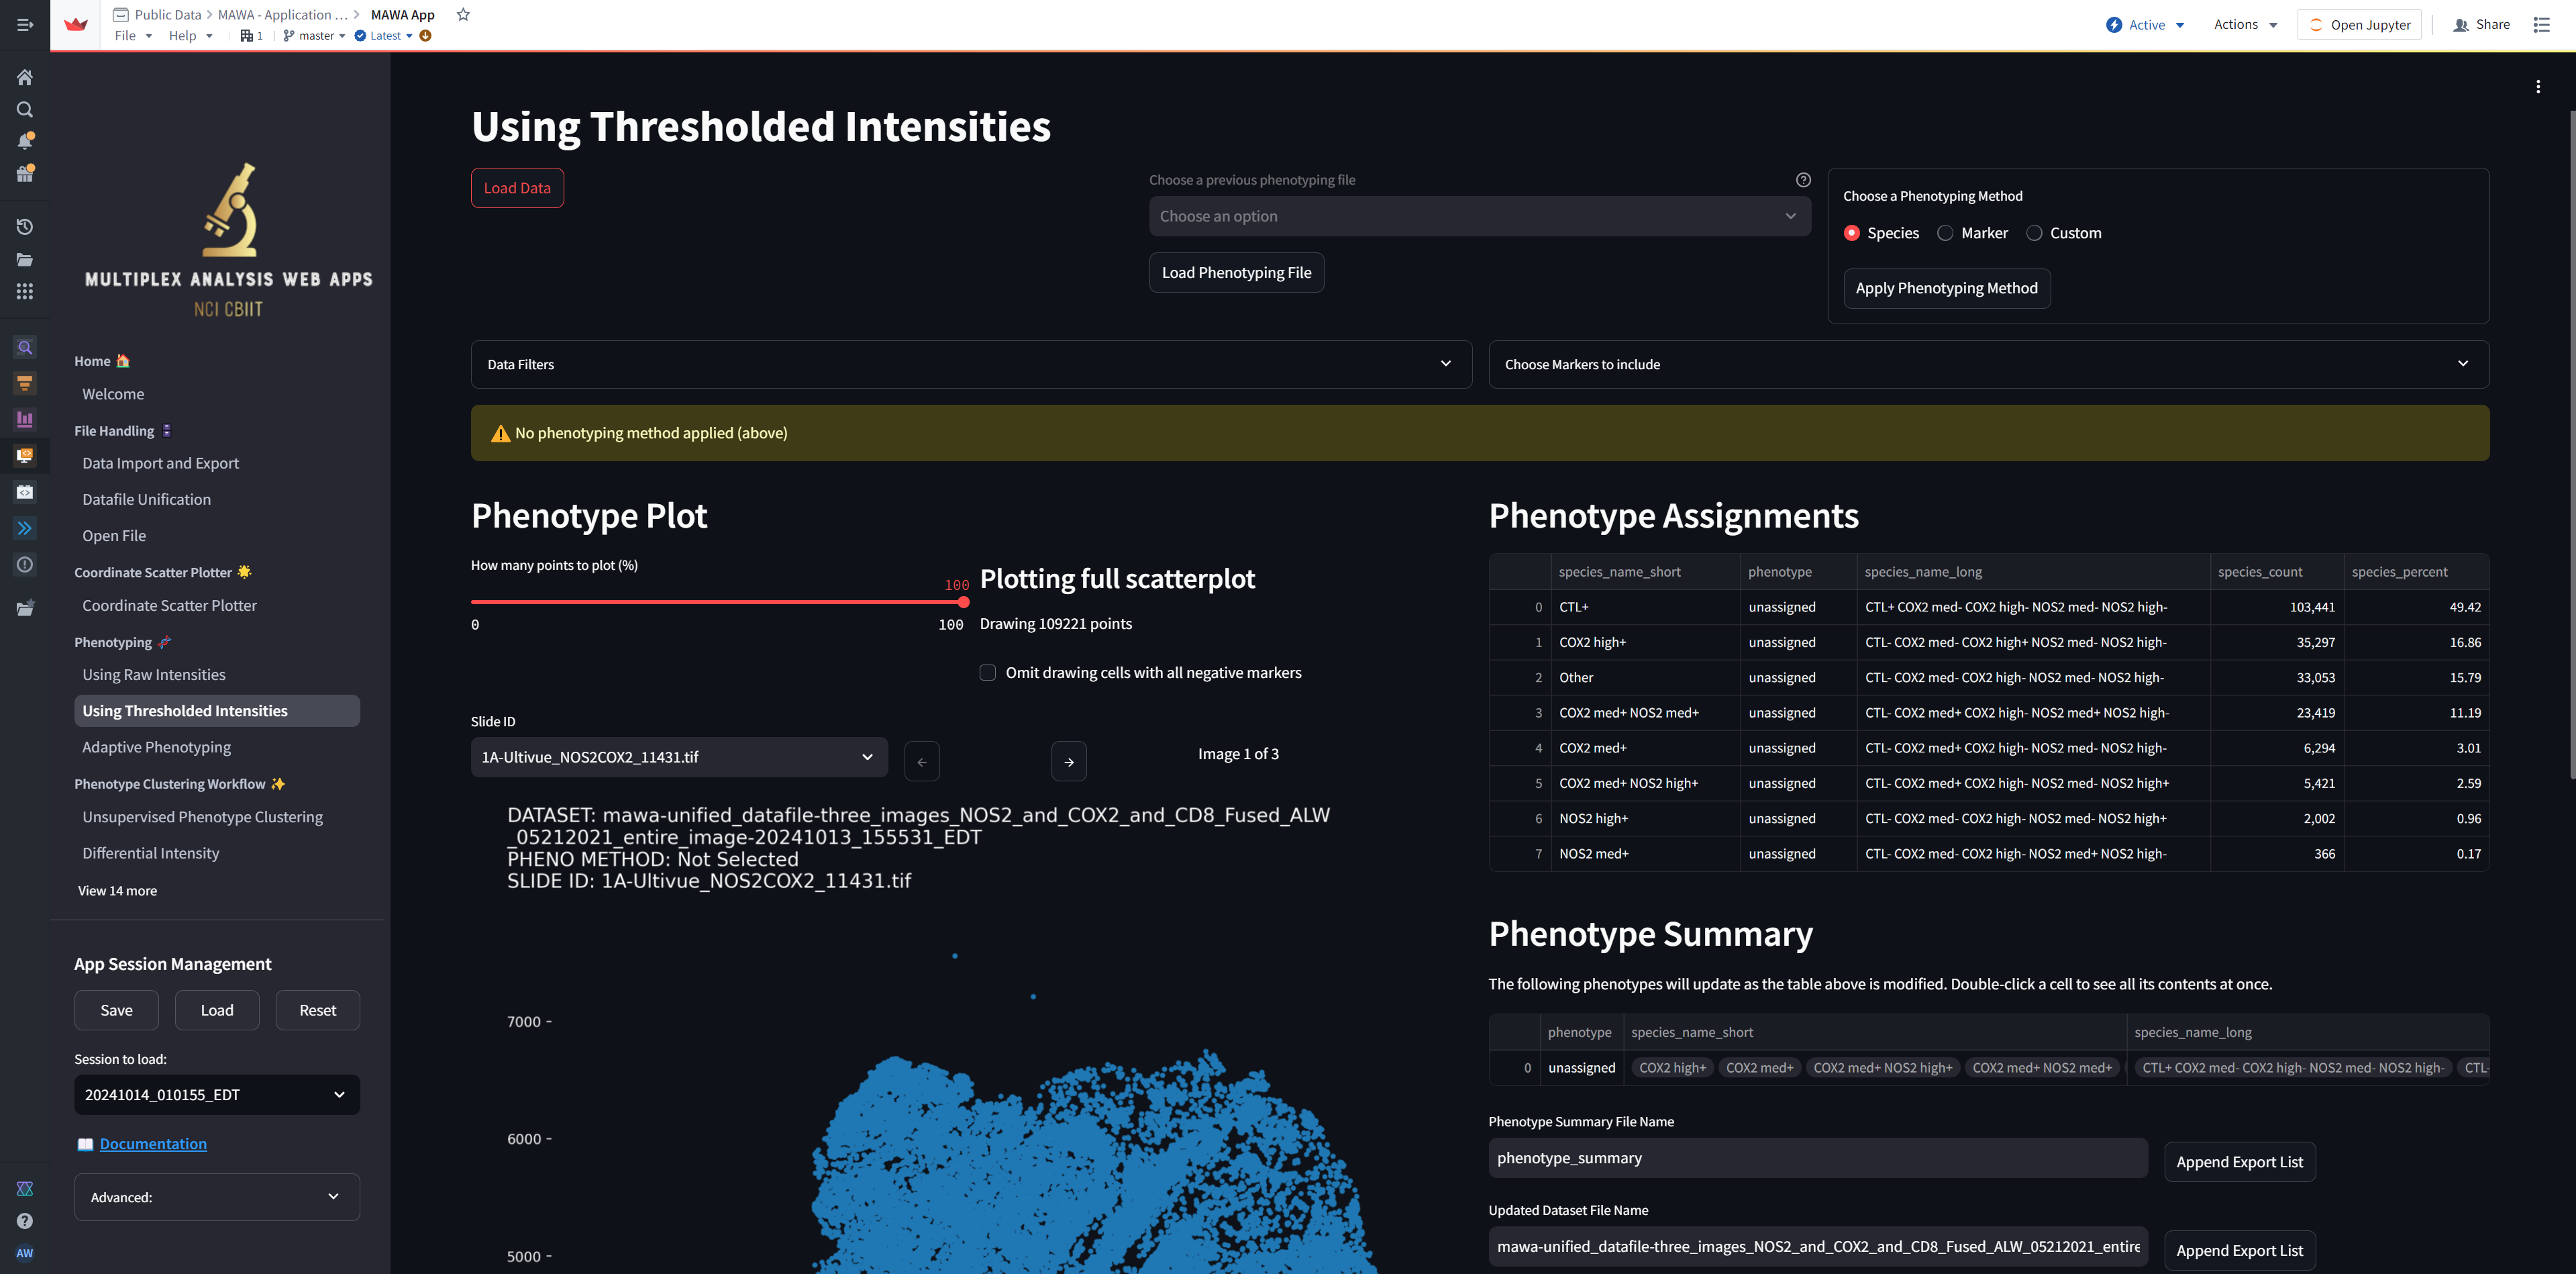 Public Data > MAWA - Application ... > MAWA App
File Help 1 master Latest
Active Actions Open Jupyter Share
MULTIPLEX ANALYSIS WEB APPS
NCI CBIIT
Home
Welcome
File Handling
Data Import and Export
Datafile Unification
Open File
Coordinate Scatter Plotter
Coordinate Scatter Plotter
Phenotyping
Using Raw Intensities
Using Thresholded Intensities
Adaptive Phenotyping
Phenotype Clustering Workflow
Unsupervised Phenotype Clustering
Differential Intensity
View 14 more
App Session Management
Save Load Reset
Session to load:
20241014_010155_EDT
Documentation
Advanced:
AW
Using Thresholded Intensities
Load Data
Choose a previous phenotyping file
Choose an option
Load Phenotyping File
Choose a Phenotyping Method
Species Marker Custom
Apply Phenotyping Method
Data Filters
Choose Markers to include
No phenotyping method applied (above)
Phenotype Plot
How many points to plot (%)
100
0 100
Plotting full scatterplot
Drawing 109221 points
Omit drawing cells with all negative markers
Slide ID
1A-Ultivue_NOS2COX2_11431.tif
Image 1 of 3
DATASET: mawa-unified_datafile-three_images_NOS2_and_COX2_and_CD8_Fused_ALW
_05212021_entire_image-20241013_155531_EDT
PHENO METHOD: Not Selected
SLIDE ID: 1A-Ultivue_NOS2COX2_11431.tif
7000
6000
5000
Phenotype Assignments
species_name_short phenotype species_name_long species_count species_percent
0 CTL+ unassigned CTL+ COX2 med- COX2 high- NOS2 med- NOS2 high- 103,441 49.42
1 COX2 high+ unassigned CTL- COX2 med- COX2 high+ NOS2 med- NOS2 high- 35,297 16.86
2 Other unassigned CTL- COX2 med- COX2 high- NOS2 med- NOS2 high- 33,053 15.79
3 COX2 med+ NOS2 med+ unassigned CTL- COX2 med+ COX2 high- NOS2 med+ NOS2 high- 23,419 11.19
4 COX2 med+ unassigned CTL- COX2 med+ COX2 high- NOS2 med- NOS2 high- 6,294 3.01
5 COX2 med+ NOS2 high+ unassigned CTL- COX2 med+ COX2 high- NOS2 med- NOS2 high+ 5,421 2.59
6 NOS2 high+ unassigned CTL- COX2 med- COX2 high- NOS2 med- NOS2 high+ 2,002 0.96
7 NOS2 med+ unassigned CTL- COX2 med- COX2 high- NOS2 med+ NOS2 high- 366 0.17
Phenotype Summary
The following phenotypes will update as the table above is modified. Double-click a cell to see all its contents at once.
phenotype species_name_short species_name_long
0 unassigned COX2 high+ COX2 med+ COX2 med+ NOS2 high+ COX2 med+ NOS2 med+ CTL+ COX2 med- COX2 high- NOS2 med- NOS2 high- CTL-
Phenotype Summary File Name
phenotype_summary
Append Export List
Updated Dataset File Name
mawa-unified_datafile-three_images_NOS2_and_COX2_and_CD8_Fused_ALW_05212021_entire
Append Export List